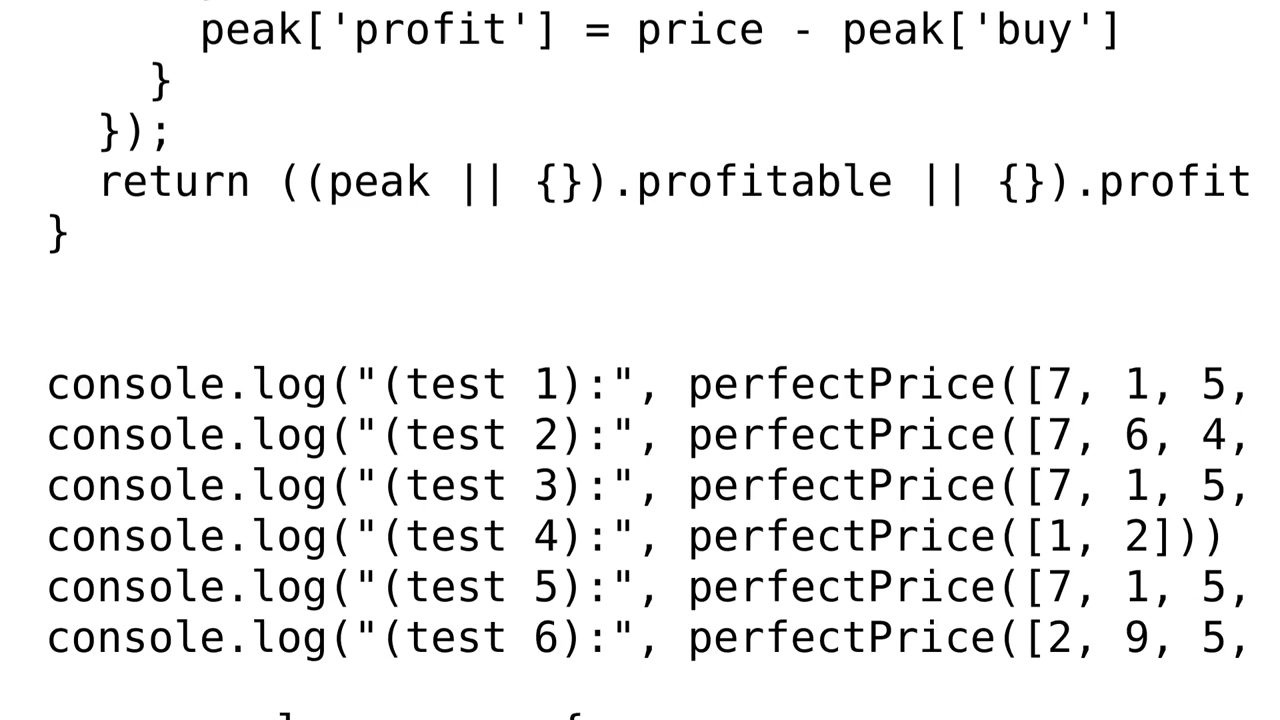 peak['profit'] = price - peak['buy']
}
});
return ((peak || {}).profitable || {}).profit
}
console.log("(test 1):", perfectPrice([7, 1, 5,
console.log("(test 2):", perfectPrice([7, 6, 4,
console.log("(test 3):", perfectPrice([7, 1, 5,
console.log("(test 4):", perfectPrice([1, 2]))
console.log("(test 5):", perfectPrice([7, 1, 5,
console.log("(test 6):", perfectPrice([2, 9, 5,